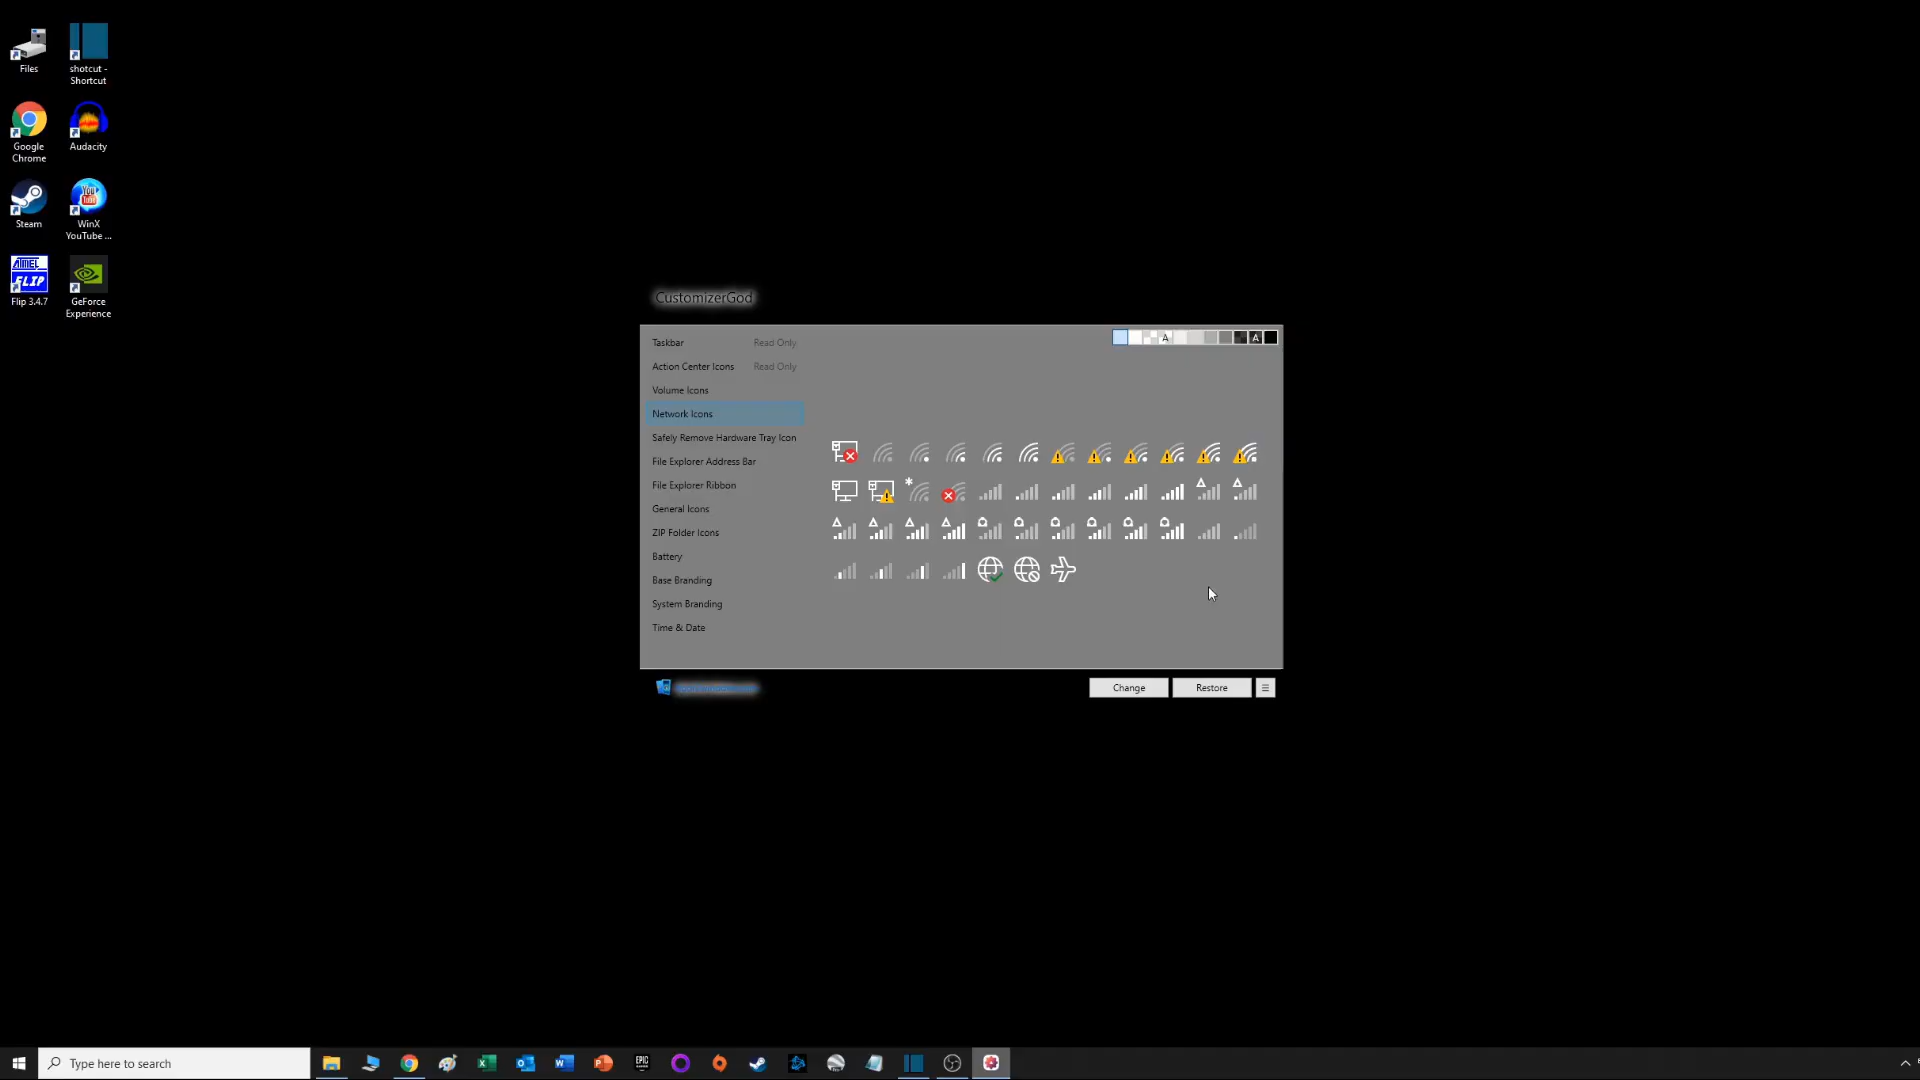 Files
shotcut -
Shortcut
Google
Chrome
Audacity
Steam
WinX
YouTube ...
ATMEL
FLIP
Flip 3.4.7
GeForce
Experience
CustomizerGod
Taskbar Read Only
Action Center Icons Read Only
Volume Icons
Network Icons
Safely Remove Hardware Tray Icon
File Explorer Address Bar
File Explorer Ribbon
General Icons
ZIP Folder Icons
Battery
Base Branding
System Branding
Time & Date
A A
Change Restore
Type here to search
EPIC